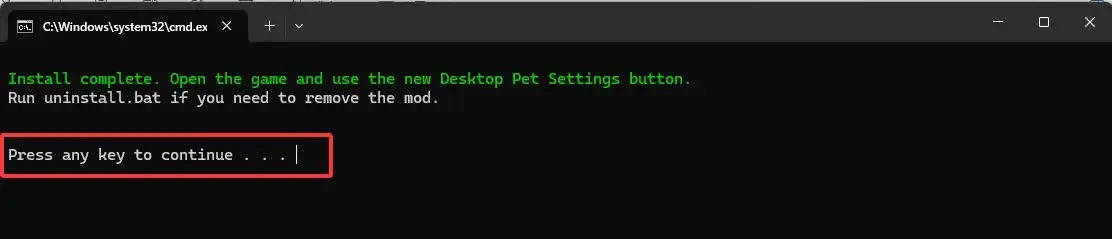 C:\Windows\system32\cmd.ex
Install complete. Open the game and use the new Desktop Pet Settings button.
Run uninstall.bat if you need to remove the mod.
Press any key to continue . . .